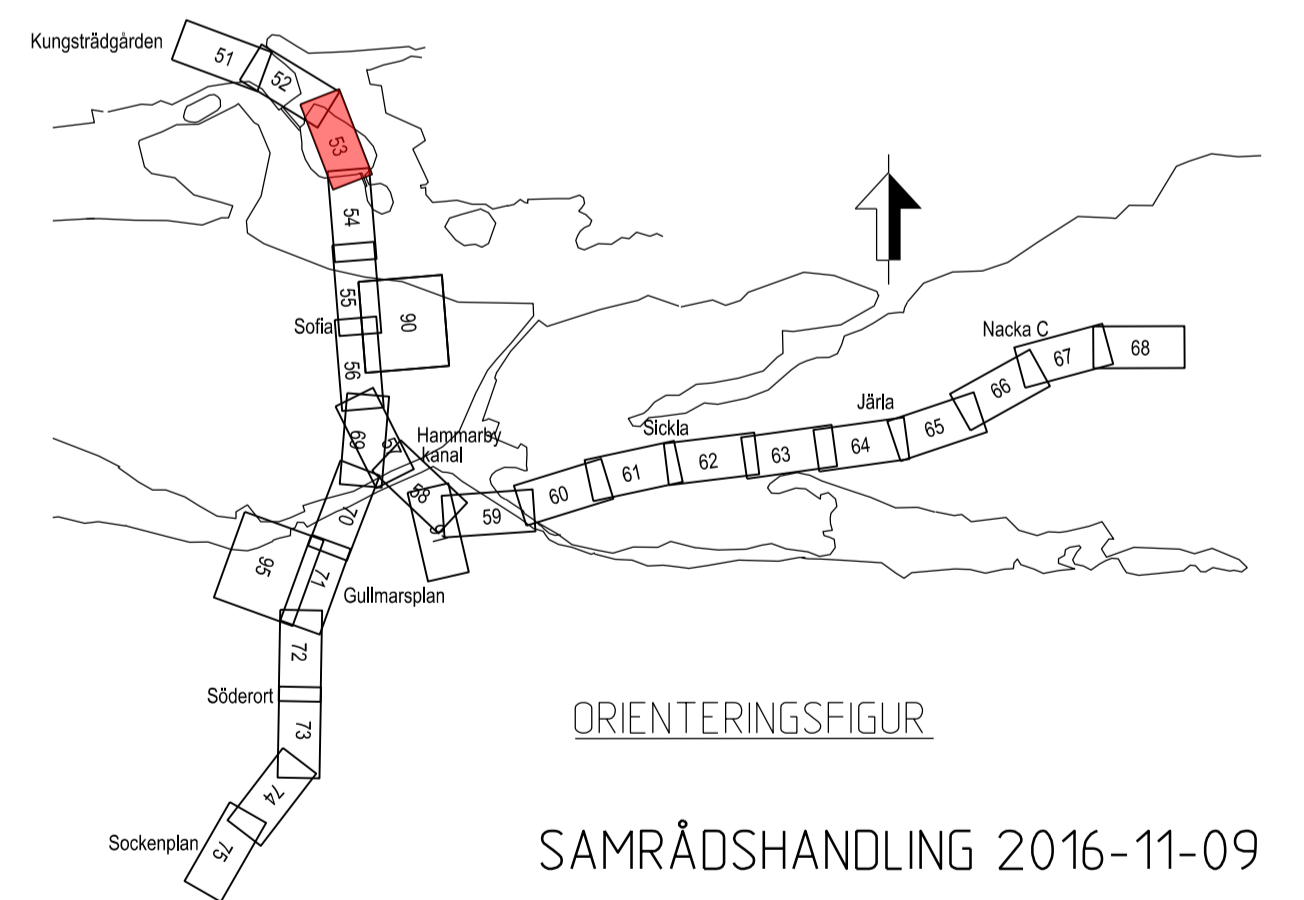 Kungsträdgården
51
52
53
54
55
Sofia
90
56
69
57
Hammarby
kanal
58
59
60
61
Sickla
62
63
64
Järla
65
66
Nacka C
67
68
70
95
71
Gullmarsplan
72
Söderort
73
74
Sockenplan
75
ORIENTERINGSFIGUR
SAMRÅDSHANDLING 2016-11-09